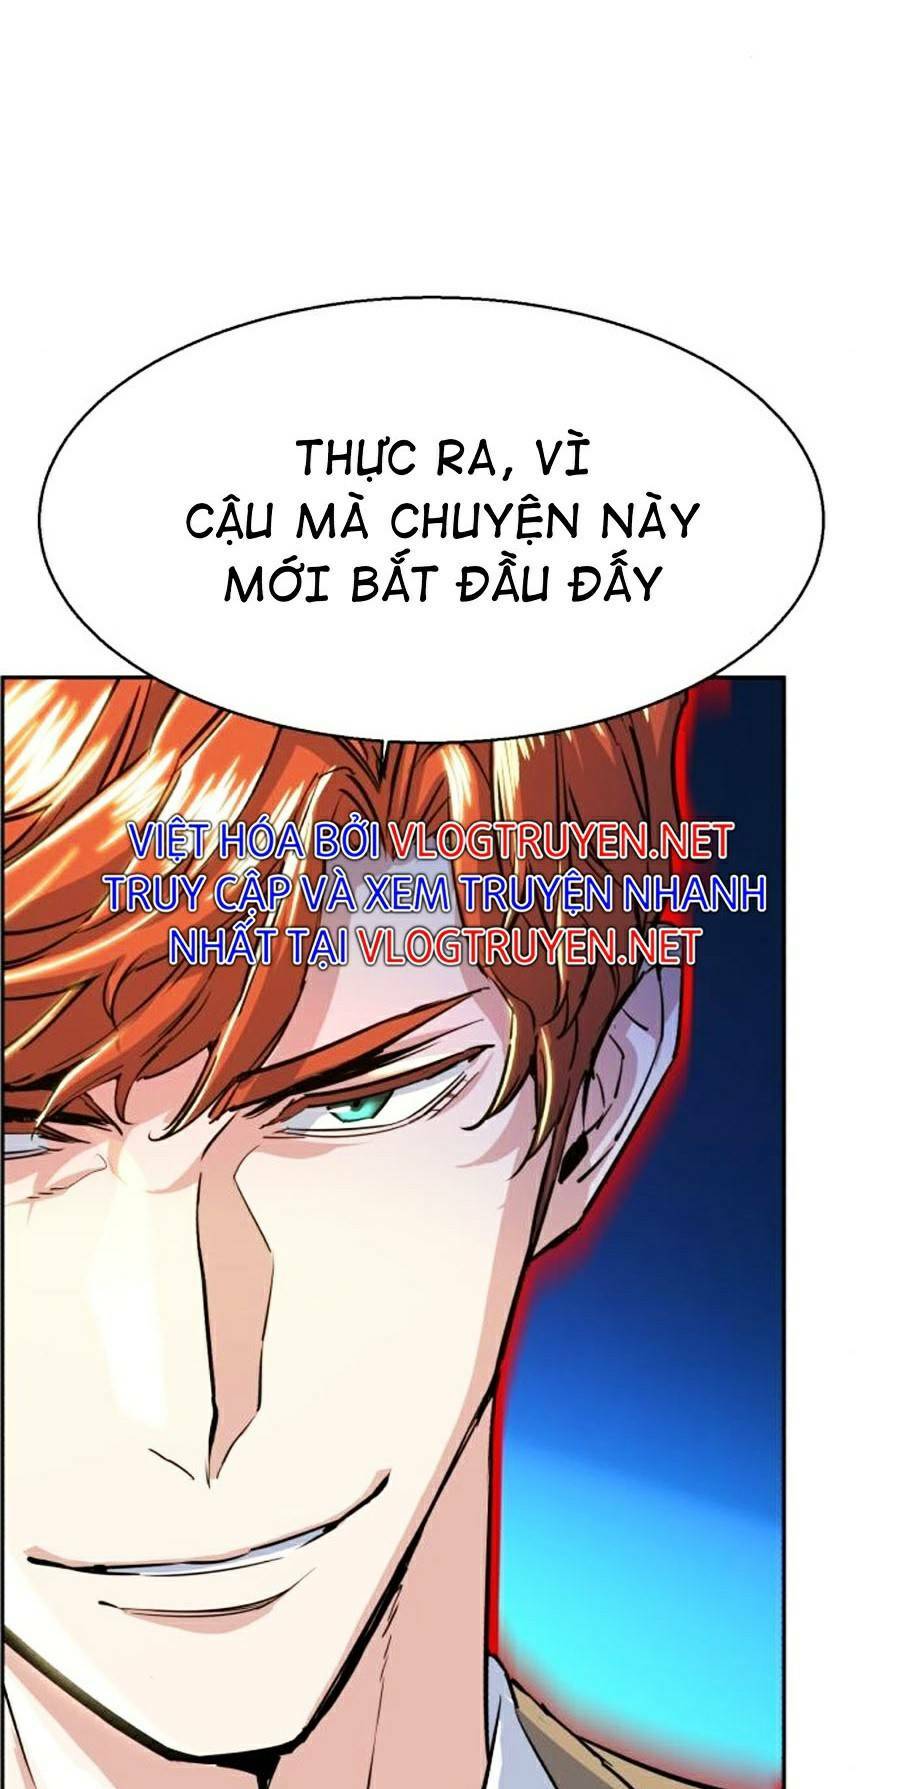 THỰC RA, VÌ
CẬU MÀ CHUYỆN NÀY
MỚI BẮT ĐẦU ĐẤY
VIỆT HÓA BỞI VLOGTRUYEN.NET
TRUY CẬP VÀ XEM TRUYỆN NHANH
NHẤT TẠI VLOGTRUYEN.NET